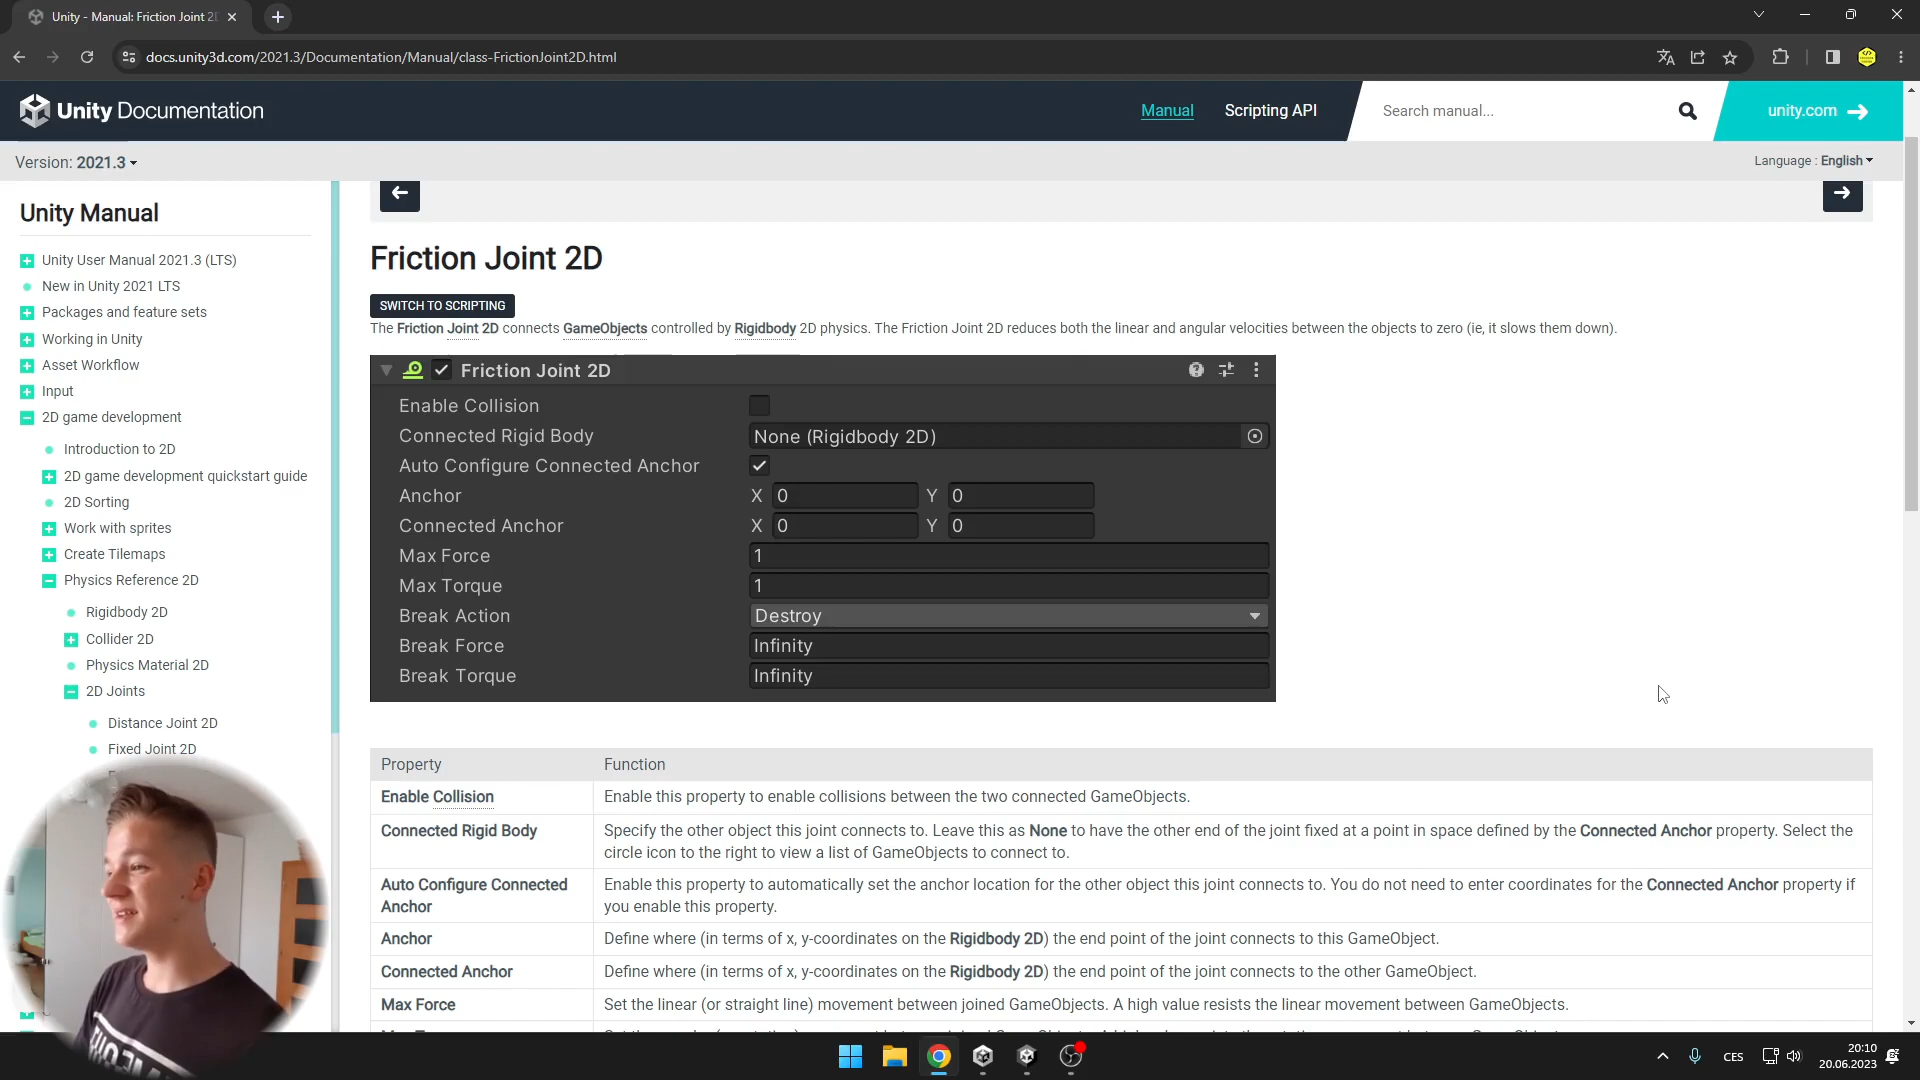 Unity - Manual: Friction Joint 2D
docs.unity3d.com/2021.3/Documentation/Manual/class-FrictionJoint2D.html
Unity Documentation
Manual
Scripting API
Search manual...
unity.com
Version: 2021.3
Language : English
Unity Manual
Unity User Manual 2021.3 (LTS)
New in Unity 2021 LTS
Packages and feature sets
Working in Unity
Asset Workflow
Input
2D game development
Introduction to 2D
2D game development quickstart guide
2D Sorting
Work with sprites
Create Tilemaps
Physics Reference 2D
Rigidbody 2D
Collider 2D
Physics Material 2D
2D Joints
Distance Joint 2D
Fixed Joint 2D
Friction Joint 2D
SWITCH TO SCRIPTING
The Friction Joint 2D connects GameObjects controlled by Rigidbody 2D physics. The Friction Joint 2D reduces both the linear and angular velocities between the objects to zero (ie, it slows them down).
Friction Joint 2D
Enable Collision
Connected Rigid Body None (Rigidbody 2D)
Auto Configure Connected Anchor
Anchor X 0 Y 0
Connected Anchor X 0 Y 0
Max Force 1
Max Torque 1
Break Action Destroy
Break Force Infinity
Break Torque Infinity
Property Function
Enable Collision Enable this property to enable collisions between the two connected GameObjects.
Connected Rigid Body Specify the other object this joint connects to. Leave this as None to have the other end of the joint fixed at a point in space defined by the Connected Anchor property. Select the
circle icon to the right to view a list of GameObjects to connect to.
Auto Configure Connected Enable this property to automatically set the anchor location for the other object this joint connects to. You do not need to enter coordinates for the Connected Anchor property if
Anchor you enable this property.
Anchor Define where (in terms of x, y-coordinates on the Rigidbody 2D) the end point of the joint connects to this GameObject.
Connected Anchor Define where (in terms of x, y-coordinates on the Rigidbody 2D) the end point of the joint connects to the other GameObject.
Max Force Set the linear (or straight line) movement between joined GameObjects. A high value resists the linear movement between GameObjects.
CES
20:10
20.06.2023